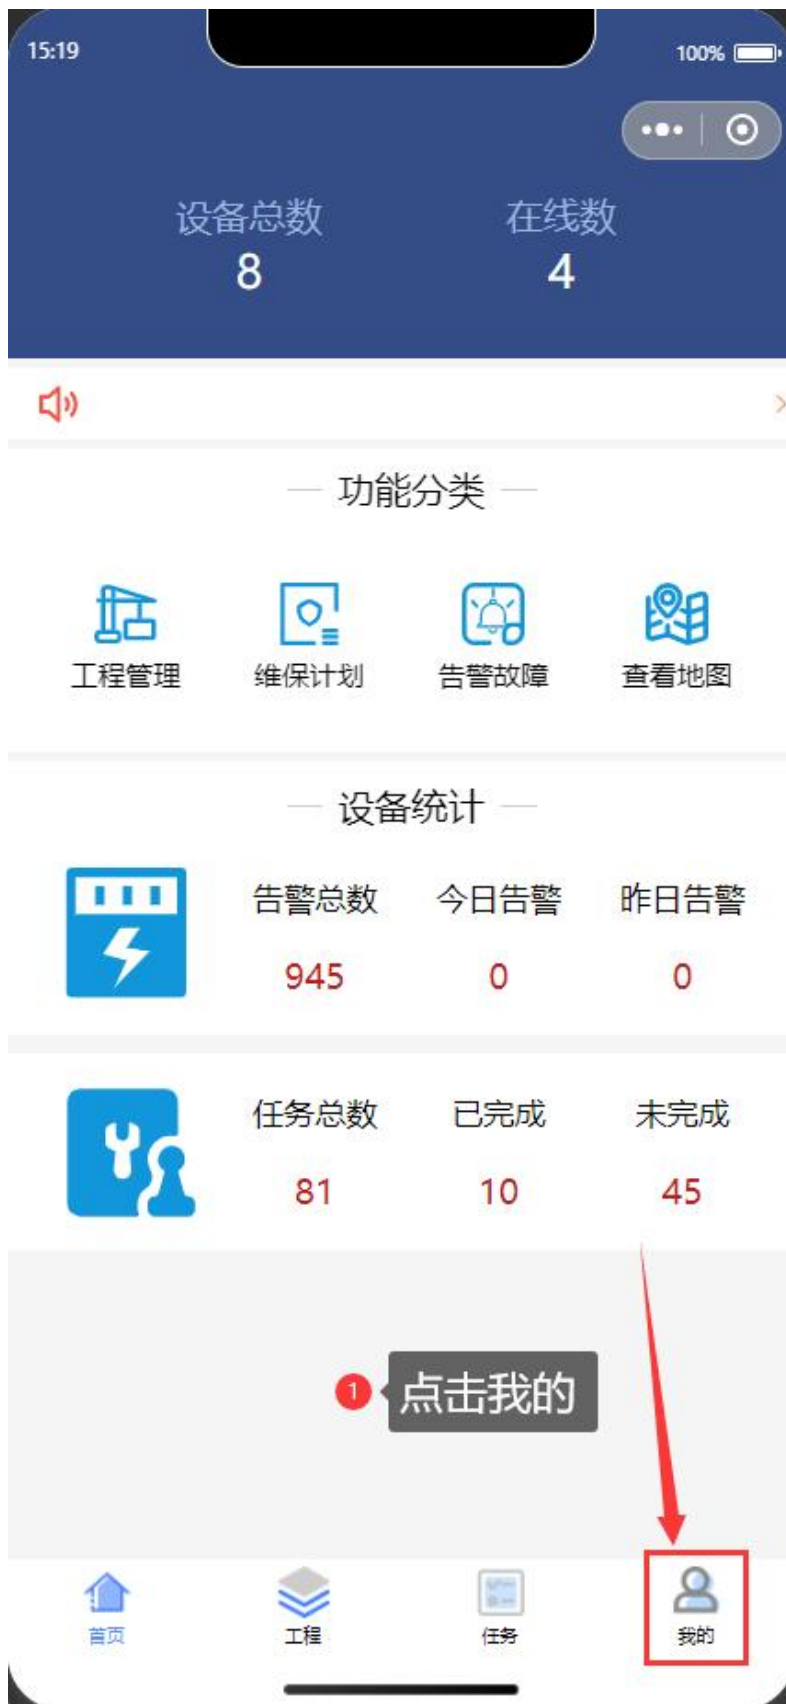 15:19 100%
设备总数 在线数
8 4
功能分类
工程管理 维保计划 告警故障 查看地图
设备统计
告警总数 今日告警 昨日告警
945 0 0
任务总数 已完成 未完成
81 10 45
1 点击我的
首页 工程 任务 我的